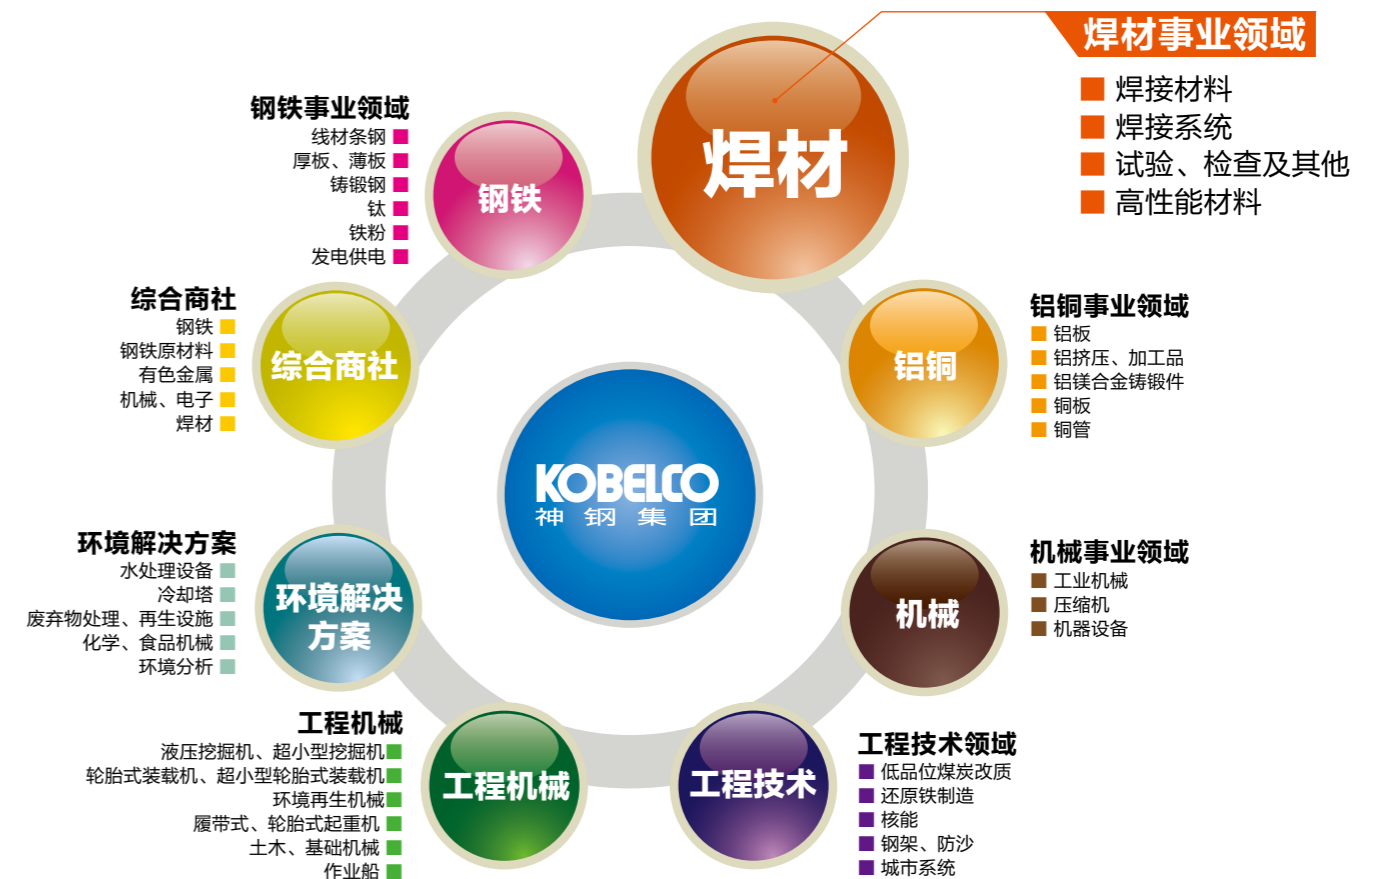 焊材事业领域
焊接材料
焊接系统
试验、检查及其他
高性能材料
焊材
钢铁事业领域
线材条钢
厚板、薄板
铸锻钢
钛
铁粉
发电供电
钢铁
综合商社
钢铁
钢铁原材料
有色金属
机械、电子
焊材
综合商社
铝铜事业领域
铝板
铝挤压、加工品
铝镁合金铸锻件
铜板
铜管
铝铜
KOBELCO
神钢集团
环境解决方案
水处理设备
冷却塔
废弃物处理、再生设施
化学、食品机械
环境分析
环境解决
方案
机械事业领域
工业机械
压缩机
机器设备
机械
工程机械
液压挖掘机、超小型挖掘机
轮胎式装载机、超小型轮胎式装载机
环境再生机械
履带式、轮胎式起重机
土木、基础机械
作业船
工程机械
工程技术
工程技术领域
低品位煤炭改质
还原铁制造
核能
钢架、防沙
城市系统